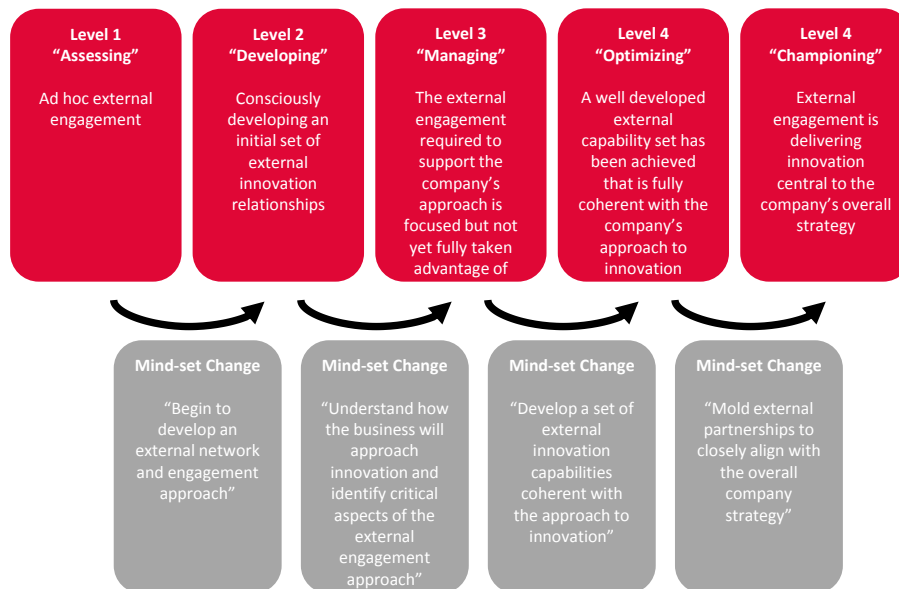 Level 1
“Assessing”
Ad hoc external
engagement
Level 2
“Developing”
Consciously
developing an
initial set of
external
innovation
relationships
Level 3
“Managing”
The external
engagement
required to
support the
company’s
approach is
focused but not
yet fully taken
advantage of
Level 4
“Optimizing”
A well developed
external
capability set has
been achieved
that is fully
coherent with the
company’s
approach to
innovation
Level 4
“Championing”
External
engagement is
delivering
innovation
central to the
company’s overall
strategy
Mind-set Change
“Begin to
develop an
external network
and engagement
approach”
Mind-set Change
“Understand how
the business will
approach
innovation and
identify critical
aspects of the
external
engagement
approach”
Mind-set Change
“Develop a set of
external
innovation
capabilities
coherent with
the approach to
innovation”
Mind-set Change
“Mold external
partnerships to
closely align with
the overall
company
strategy”